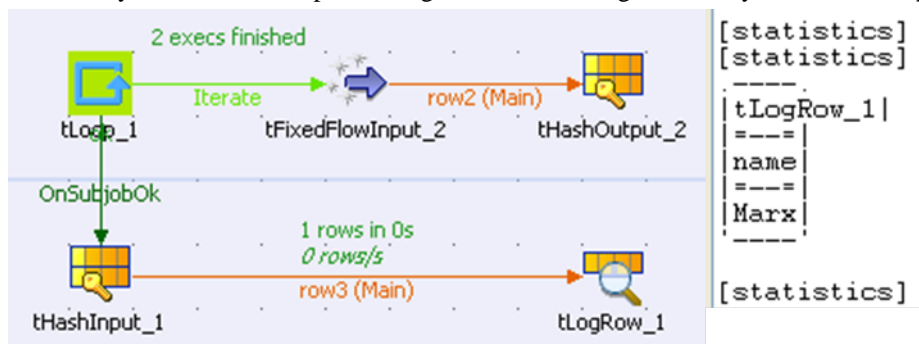 2 execs finished
Iterate
row2 (Main)
tLoop_1
tFixedFlowInput_2
tHashOutput_2
OnSubjobOk
1 rows in 0s
0 rows/s
row3 (Main)
tHashInput_1
tLogRow_1
[statistics]
[statistics]
.----.
|tLogRow_1|
|=---=|
|name|
|=---=|
|Marx|
'----'
[statistics]